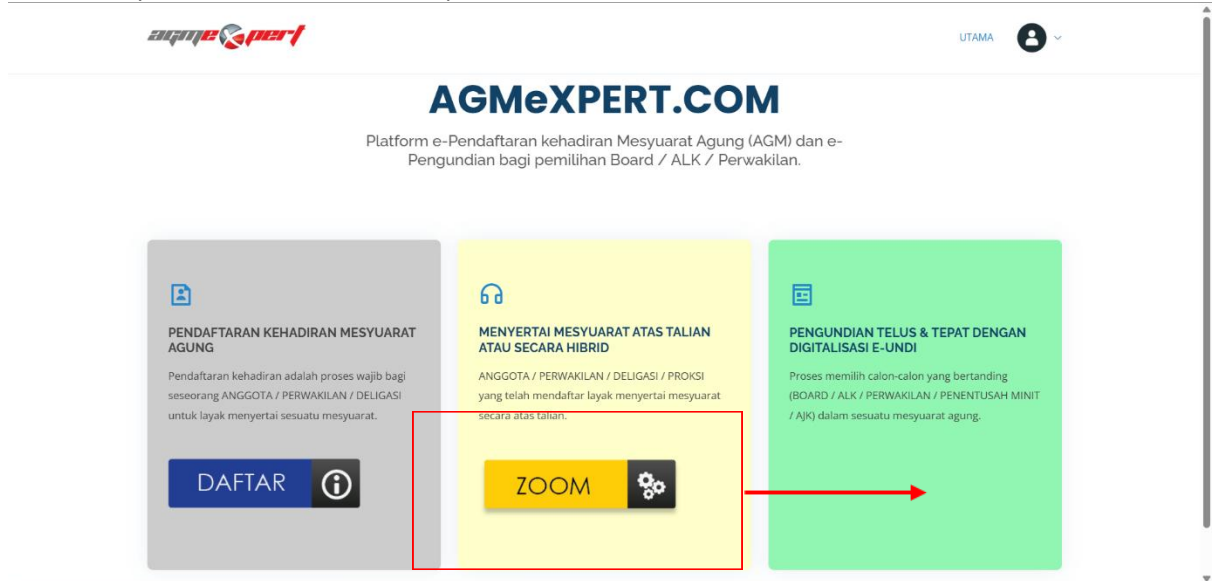 agmeXpert
UTAMA
AGMeXPERT.COM
Platform e-Pendaftaran kehadiran Mesyuarat Agung (AGM) dan e-
Pengundian bagi pemilihan Board / ALK / Perwakilan.
PENDAFTARAN KEHADIRAN MESYUARAT
AGUNG
Pendaftaran kehadiran adalah proses wajib bagi
seseorang ANGGOTA / PERWAKILAN / DELIGASI
untuk layak menyertai sesuatu mesyuarat.
DAFTAR
MENYERTAI MESYUARAT ATAS TALIAN
ATAU SECARA HIBRID
ANGGOTA / PERWAKILAN / DELIGASI / PROKSI
yang telah mendaftar layak menyertai mesyuarat
secara atas talian.
ZOOM
PENGUNDIAN TELUS & TEPAT DENGAN
DIGITALISASI E-UNDI
Proses memilih calon-calon yang bertanding
(BOARD / ALK / PERWAKILAN / PENENTUSAH MINIT
/ AJK) dalam sesuatu mesyuarat agung.